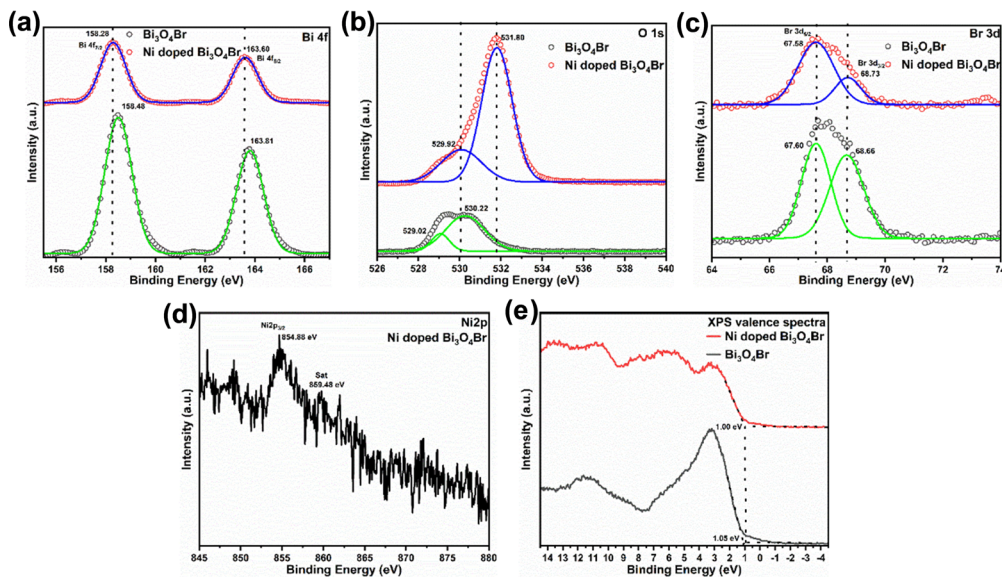 (a)
Bi 4f
158.28
Bi 4f7/2
163.60
Bi 4f5/2
Bi₃O₄Br
Ni doped Bi₃O₄Br
158.48
163.81
Intensity (a.u.)
156 158 160 162 164 166
Binding Energy (eV)
(b)
O 1s
531.80
Bi₃O₄Br
Ni doped Bi₃O₄Br
529.92
530.22
529.02
Intensity (a.u.)
526 528 530 532 534 536 538 540
Binding Energy (eV)
(c)
Br 3d
Br 3d5/2
67.58
Br 3d3/2
68.73
Bi₃O₄Br
Ni doped Bi₃O₄Br
67.60
68.66
Intensity (a.u.)
64 66 68 70 72 74
Binding Energy (eV)
(d)
Ni2p
Ni doped Bi₃O₄Br
Ni2p3/2
854.88 eV
Sat
859.48 eV
Intensity (a.u.)
845 850 855 860 865 870 875 880
Binding Energy (eV)
(e)
XPS valence spectra
Ni doped Bi₃O₄Br
Bi₃O₄Br
1.00 eV
1.05 eV
Intensity (a.u.)
14 13 12 11 10 9 8 7 6 5 4 3 2 1 0 -1 -2 -3 -4
Binding Energy (eV)